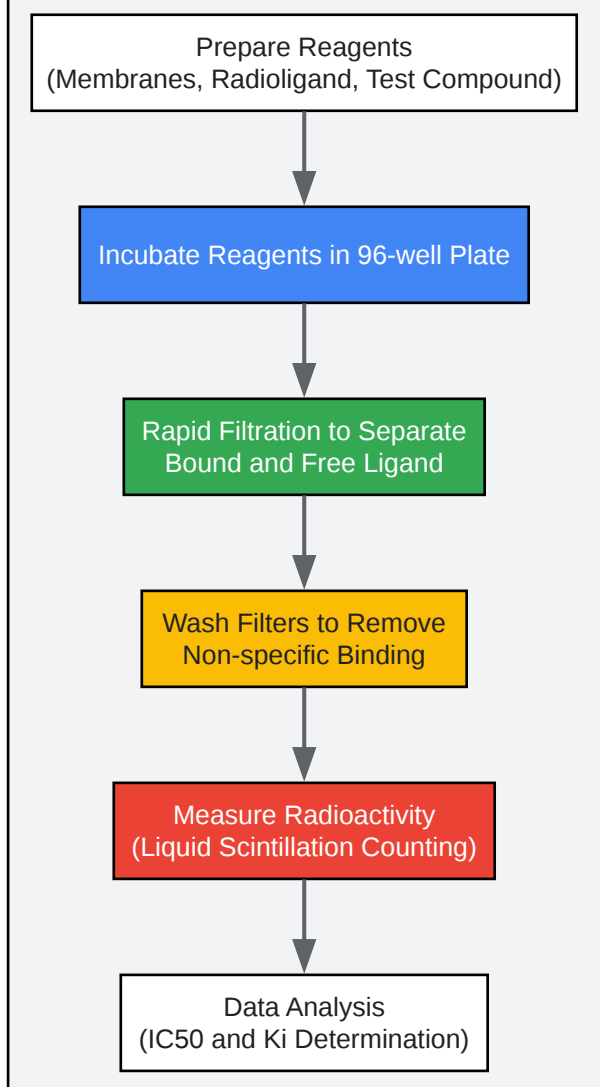 Prepare Reagents
(Membranes, Radioligand, Test Compound)
Incubate Reagents in 96-well Plate
Rapid Filtration to Separate
Bound and Free Ligand
Wash Filters to Remove
Non-specific Binding
Measure Radioactivity
(Liquid Scintillation Counting)
Data Analysis
(IC50 and Ki Determination)